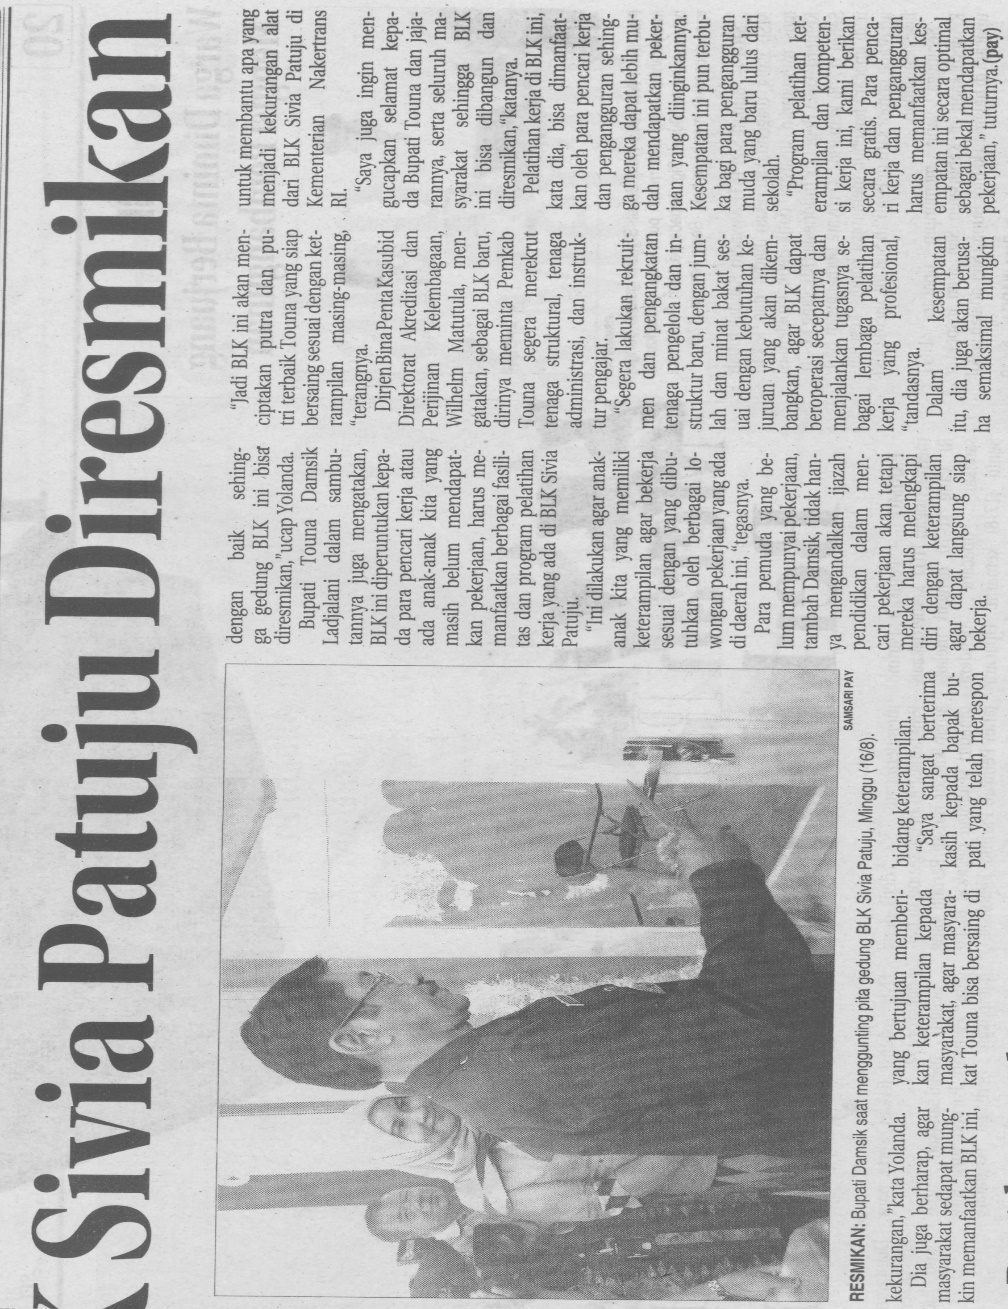 K Sivia Patuju Diresmikan
SAMSARI PAY
RESMIKAN: Bupati Damsik saat menggunting pita gedung BLK Sivia Patuju, Minggu (16/8).
kekurangan,"kata Yolanda.
Dia juga berharap, agar
masyarakat sedapat mung-
kin memanfaatkan BLK ini,
yang bertujuan memberi-
kan keterampilan kepada
masyarakat, agar masyara-
kat Touna bisa bersaing di
bidang keterampilan.
"Saya sangat berterima
kasih kepada bapak bu-
pati yang telah merespon
dengan baik sehing-
ga gedung BLK ini bisa
diresmikan,"ucap Yolanda.
Bupati Touna Damsik
Ladjalani dalam sambu-
tannya juga mengatakan,
BLK ini diperuntukan kepa-
da para pencari kerja atau
ada anak-anak kita yang
masih belum mendapat-
kan pekerjaan, harus me-
manfaatkan berbagai fasili-
tas dan program pelatihan
kerja yang ada di BLK Sivia
Patuju.
"Ini dilakukan agar anak-
anak kita yang memiliki
keterampilan agar bekerja
sesuai dengan yang dibu-
tuhkan oleh berbagai lo-
wongan pekerjaan yang ada
di daerah ini, "tegasnya.
Para pemuda yang be-
lum mempunyai pekerjaan,
tambah Damsik, tidak han-
ya mengandalkan ijazah
pendidikan dalam men-
cari pekerjaan akan tetapi
mereka harus melengkapi
diri dengan keterampilan
agar dapat langsung siap
bekerja.
"Jadi BLK ini akan men-
ciptakan putra dan pu-
tri terbaik Touna yang siap
bersaing sesuai dengan ket-
rampilan masing-masing,
"terangnya.
Dirjen Bina Penta Kasubid
Direktorat Akreditasi dan
Perijinan Kelembagaan,
Wilhelm Matutula, men-
gatakan, sebagai BLK baru,
dirinya meminta Pemkab
Touna segera merekrut
tenaga struktural, tenaga
administrasi, dan instruk-
tur pengajar.
"Segera lakukan rekruit-
men dan pengangkatan
tenaga pengelola dan in-
struktur baru, dengan jum-
lah dan minat bakat ses-
uai dengan kebutuhan ke-
juruan yang akan dikem-
bangkan, agar BLK dapat
beroperasi secepatnya dan
menjalankan tugasnya se-
bagai lembaga pelatihan
kerja yang profesional,
"tandasnya.
Dalam kesempatan
itu, dia juga akan berusa-
ha semaksimal mungkin
untuk membantu apa yang
menjadi kekurangan alat
dari BLK Sivia Patuju di
Kementerian Nakertrans
RI.
"Saya juga ingin men-
gucapkan selamat kepa-
da Bupati Touna dan jaja-
rannya, serta seluruh ma-
syarakat sehingga BLK
ini bisa dibangun dan
diresmikan,"katanya.
Pelatihan kerja di BLK ini,
kata dia, bisa dimanfaat-
kan oleh para pencari kerja
dan pengangguran sehing-
ga mereka dapat lebih mu-
dah mendapatkan peker-
jaan yang diinginkannya.
Kesempatan ini pun terbu-
ka bagi para pengangguran
muda yang baru lulus dari
sekolah.
"Program pelatihan ket-
erampilan dan kompeten-
si kerja ini, kami berikan
secara gratis. Para penca-
ri kerja dan pengangguran
harus memanfaatkan kes-
empatan ini secara optimal
sebagai bekal mendapatkan
pekerjaan," tuturnya.(pay)